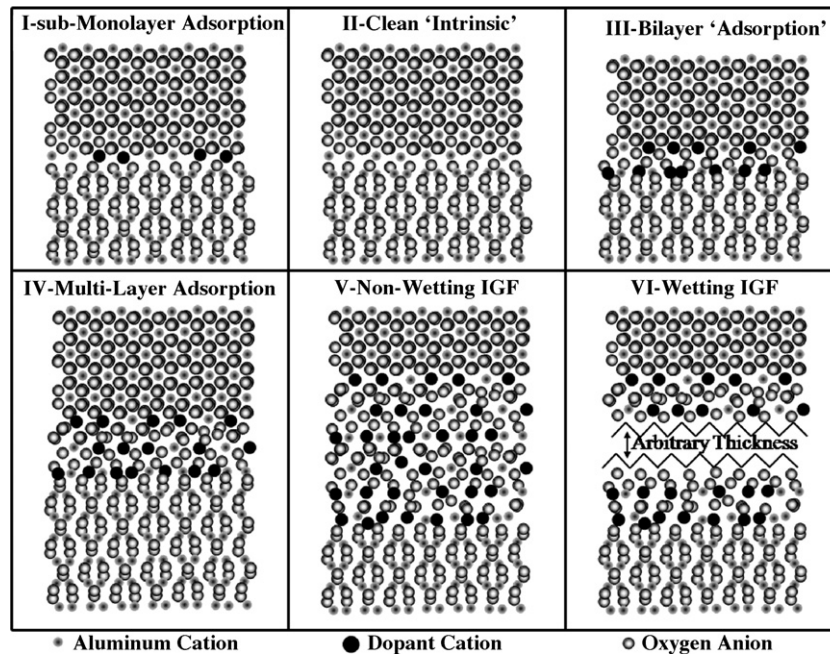 I-sub-Monolayer Adsorption
II-Clean ‘Intrinsic’
III-Bilayer ‘Adsorption’
IV-Multi-Layer Adsorption
V-Non-Wetting IGF
VI-Wetting IGF
Arbitrary Thickness
Aluminum Cation
Dopant Cation
Oxygen Anion